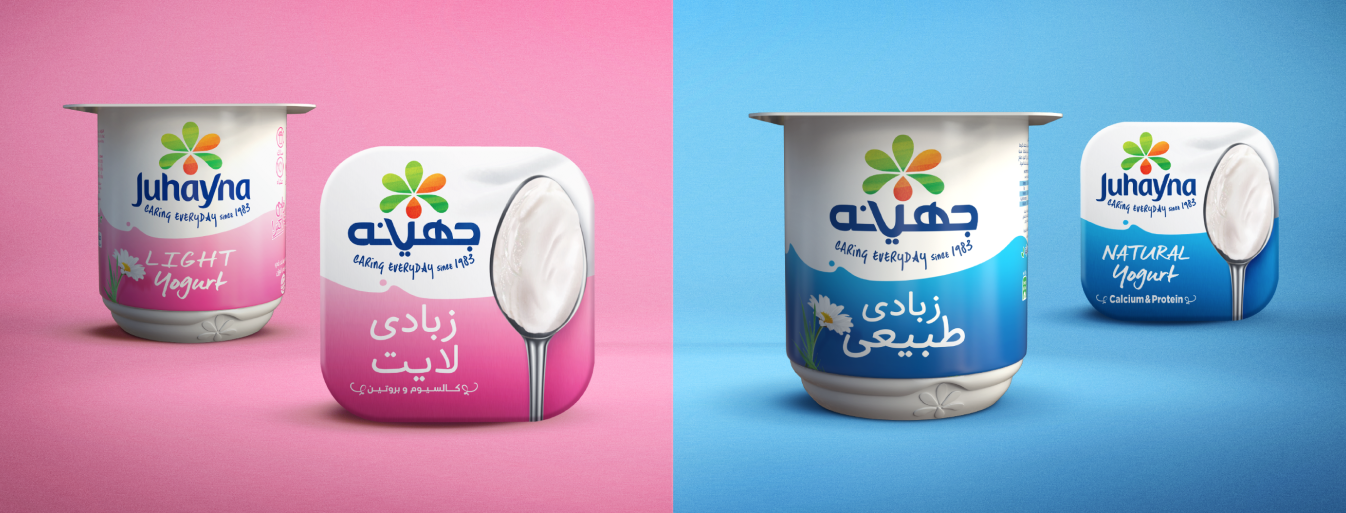 Juhayna
CARing EVERYDAY since 1983
LIGHT
Yogurt
جهينه
CARing EVERYDAY since 1983
زبادى
لايت
كالسيوم و بروتين
جهينه
CARing EVERYDAY since 1983
زبادى
طبيعى
Juhayna
CARing EVERYDAY since 1983
NATURAL
Yogurt
Calcium & Protein